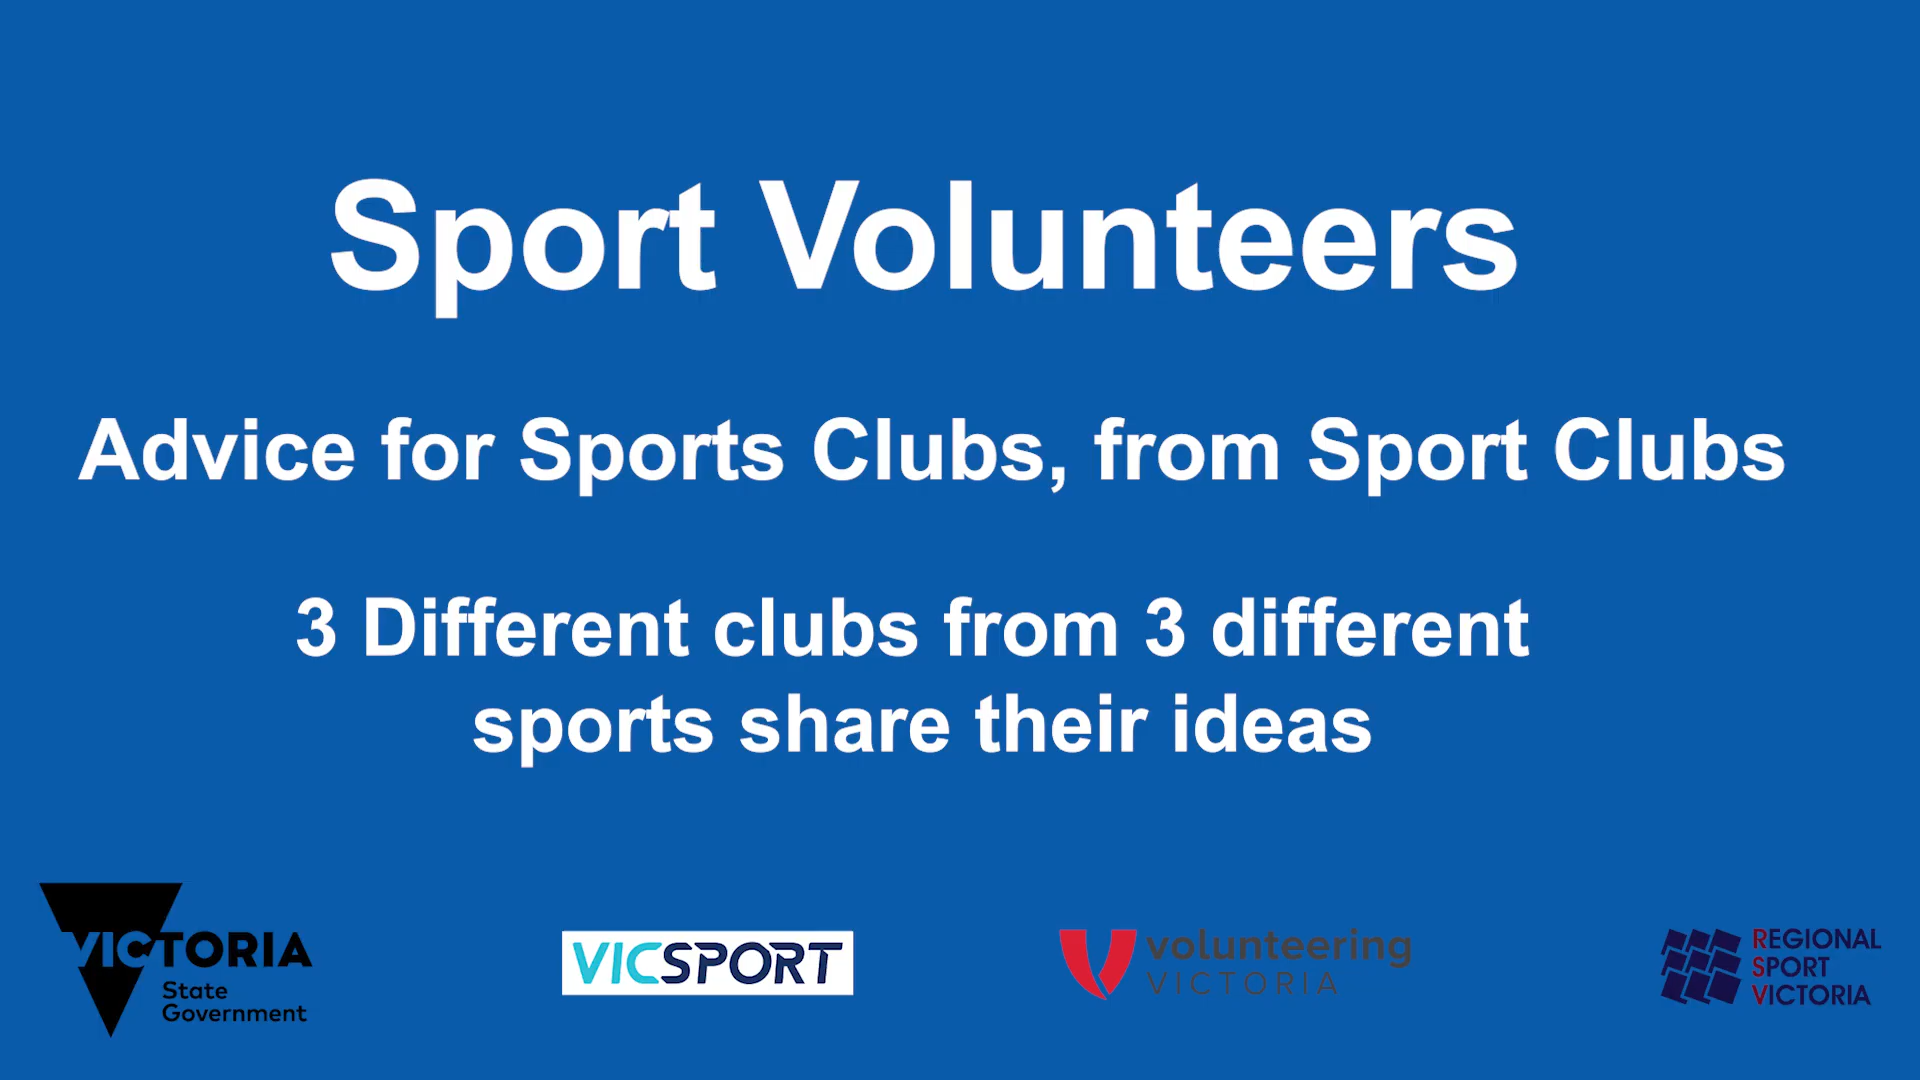 Sport Volunteers
Advice for Sports Clubs, from Sport Clubs
3 Different clubs from 3 different
sports share their ideas
VICTORIA
State
Government
VICSPORT
volunteering
VICTORIA
REGIONAL
SPORT
VICTORIA